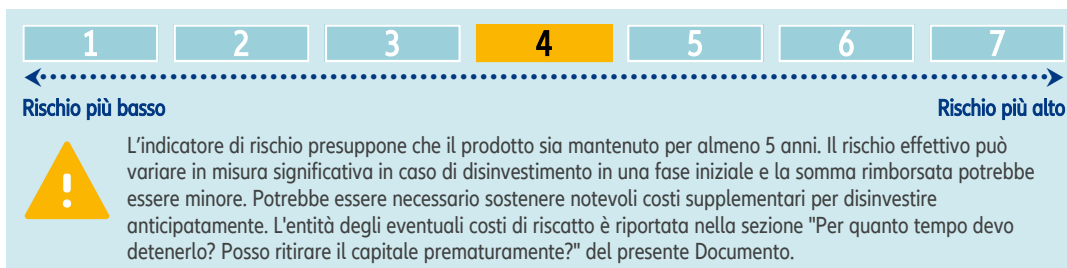 1 2 3 4 5 6 7
Rischio più basso Rischio più alto
L'indicatore di rischio presuppone che il prodotto sia mantenuto per almeno 5 anni. Il rischio effettivo può
variare in misura significativa in caso di disinvestimento in una fase iniziale e la somma rimborsata potrebbe
essere minore. Potrebbe essere necessario sostenere notevoli costi supplementari per disinvestire
anticipatamente. L'entità degli eventuali costi di riscatto è riportata nella sezione "Per quanto tempo devo
detenerlo? Posso ritirare il capitale prematuramente?" del presente Documento.